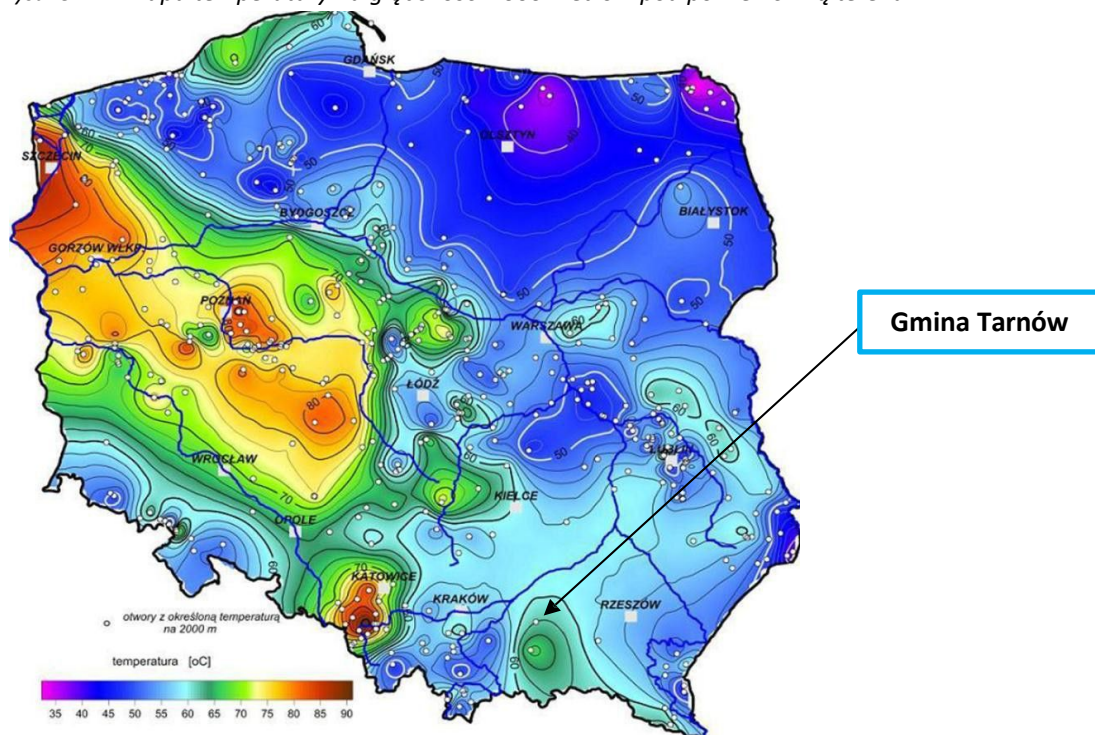 GDAŃSK
OLSZTYN
SZCZECIN
BIAŁYSTOK
BYDGOSZCZ
GORZÓW WLKP.
POZNAŃ
WARSZAWA
Gmina Tarnów
ŁÓDŹ
LUBLIN
WROCŁAW
KIELCE
OPOLE
KATOWICE
KRAKÓW
RZESZÓW
otwory z określoną temperaturą
na 2000 m
temperatura [oC]
35 40 45 50 55 60 65 70 75 80 85 90